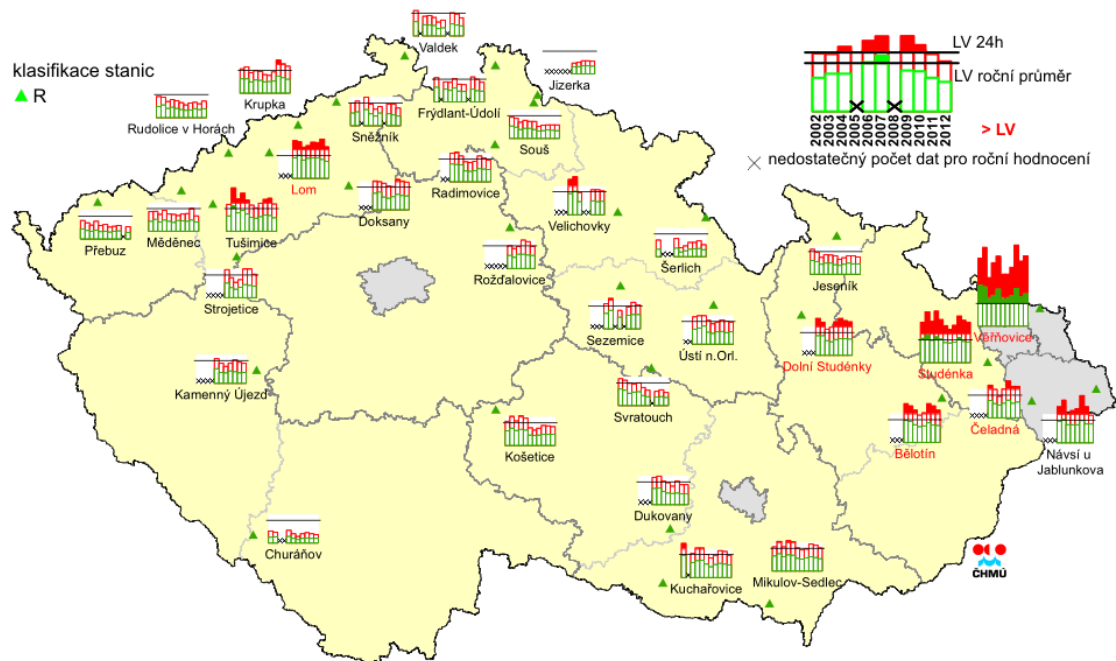 Valdek
LV 24h
klasifikace stanic
R
Jizerka
LV roční průměr
Krupka
Rudolice v Horách
Frýdlant-Údolí
Sněžník
Souš
2002
2003
2004
2005
2006
2007
2008
2009
2010
2011
2012
> LV
nedostatečný počet dat pro roční hodnocení
Lom
Radimovice
Doksany
Velichovky
Přebuz
Měděnec
Tušimice
Šerlich
Rožďalovice
Jeseník
Strojetice
Sezemice
Ústí n.Orl.
Dolní Studénky
Studénka
Věřňovice
Kamenný Újezd
Svratouch
Čeladná
Košetice
Bělotín
Návsí u
Jablunkova
Dukovany
Churáňov
Kuchařovice
Mikulov-Sedlec
ČHMÚ